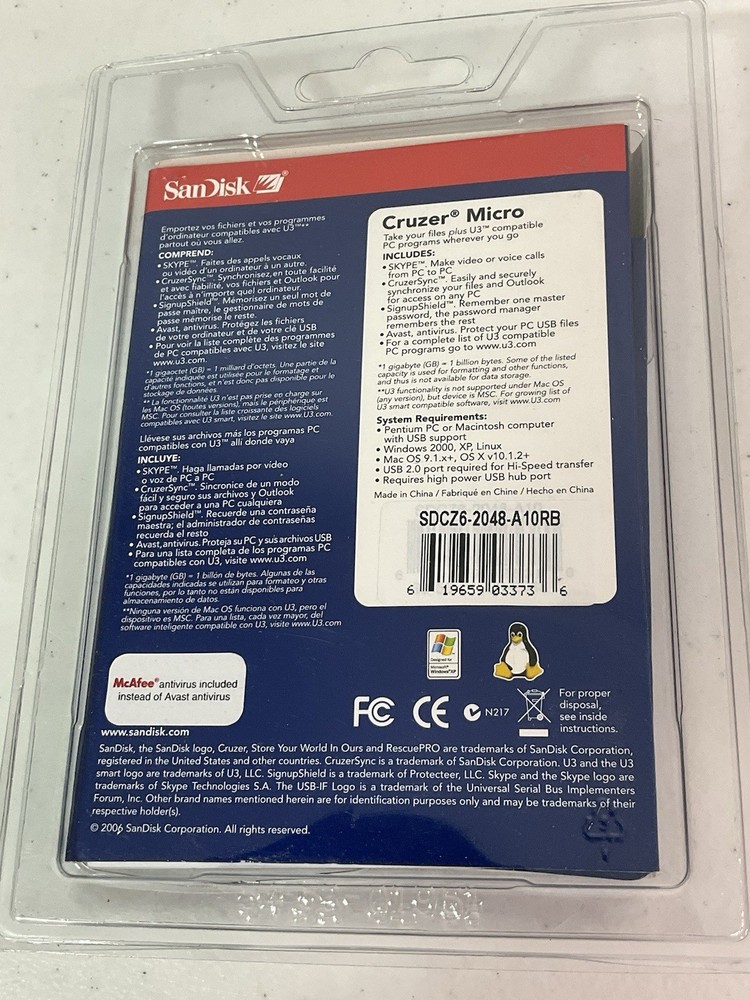 SanDisk®
Emportez vos fichiers et vos programmes
d'ordinateur compatibles avec U3™**
partout où vous allez.
COMPREND:
• SKYPE™. Faites des appels vocaux
ou vidéo d'un ordinateur à un autre.
• CruzerSync™. Synchronisez, en toute facilité
et avec fiabilité, vos fichiers et Outlook pour
l'accès à n'importe quel ordinateur.
• SignupShield™. Mémorisez un seul mot de
passe maître, le gestionnaire de mots de
passe mémorise le reste.
• Avast, antivirus. Protégez les fichiers
de votre ordinateur et de votre clé USB
• Pour voir la liste complète des programmes
de PC compatibles avec U3, visitez le site
www.u3.com.
*1 gigaoctet (GB) = 1 milliard d'octets. Une partie de la
capacité indiquée est utilisée pour le formatage et
d'autres fonctions, et n'est donc pas disponible pour le
stockage de données.
** La fonctionnalité U3 n'est pas prise en charge sur
les Mac OS (toutes versions), mais le périphérique est
MSC. Pour consulter la liste croissante des logiciels
compatibles avec U3 smart, visitez le site www.U3.com.
Llévese sus archivos más los programas PC
compatibles con U3™ allí donde vaya
INCLUYE:
• SKYPE™. Haga llamadas por vídeo
o voz de PC a PC
• CruzerSync™. Sincronice de un modo
fácil y seguro sus archivos y Outlook
para acceder a una PC cualquiera
• SignupShield™. Recuerde una contraseña
maestra; el administrador de contraseñas
recuerda el resto
• Avast, antivirus. Proteja su PC y sus archivos USB
• Para una lista completa de los programas PC
compatibles con U3, visite www.u3.com
*1 gigabyte (GB) = 1 billón de bytes. Algunas de las
capacidades indicadas se utilizan para formateo y otras
funciones, por lo tanto no están disponibles para
almacenamiento de datos.
**Ninguna versión de Mac OS funciona con U3, pero el
dispositivo es MSC. Para una lista, cada vez mayor, del
software inteligente compatible con U3, visite www.U3.com
Cruzer® Micro
Take your files plus U3™ compatible
PC programs wherever you go
INCLUDES:
• SKYPE™. Make video or voice calls
from PC to PC
• CruzerSync™. Easily and securely
synchronize your files and Outlook
for access on any PC
• SignupShield™. Remember one master
password, the password manager
remembers the rest
• Avast, antivirus. Protect your PC USB files
• For a complete list of U3 compatible
PC programs go to www.u3.com
*1 gigabyte (GB) = 1 billion bytes. Some of the listed
capacity is used for formatting and other functions,
and thus is not available for data storage.
**U3 functionality is not supported under Mac OS
(any version), but device is MSC. For growing list of
U3 smart compatible software, visit www.U3.com
System Requirements:
• Pentium PC or Macintosh computer
with USB support
• Windows 2000, XP, Linux
• Mac OS 9.1.x+, OS X v10.1.2+
• USB 2.0 port required for Hi-Speed transfer
• Requires high power USB hub port
Made in China / Fabriqué en Chine / Hecho en China
SDCZ6-2048-A10RB
6 19659 03373 6
Designed for
Microsoft®
Windows® XP
McAfee® antivirus included
instead of Avast antivirus
FC CE N217
For proper
disposal,
see inside
instructions.
www.sandisk.com
SanDisk, the SanDisk logo, Cruzer, Store Your World In Ours and RescuePRO are trademarks of SanDisk Corporation,
registered in the United States and other countries. CruzerSync is a trademark of SanDisk Corporation. U3 and the U3
smart logo are trademarks of U3, LLC. SignupShield is a trademark of Protecteer, LLC. Skype and the Skype logo are
trademarks of Skype Technologies S.A. The USB-IF Logo is a trademark of the Universal Serial Bus Implementers
Forum, Inc. Other brand names mentioned herein are for identification purposes only and may be trademarks of their
respective holder(s).
© 2006 SanDisk Corporation. All rights reserved.